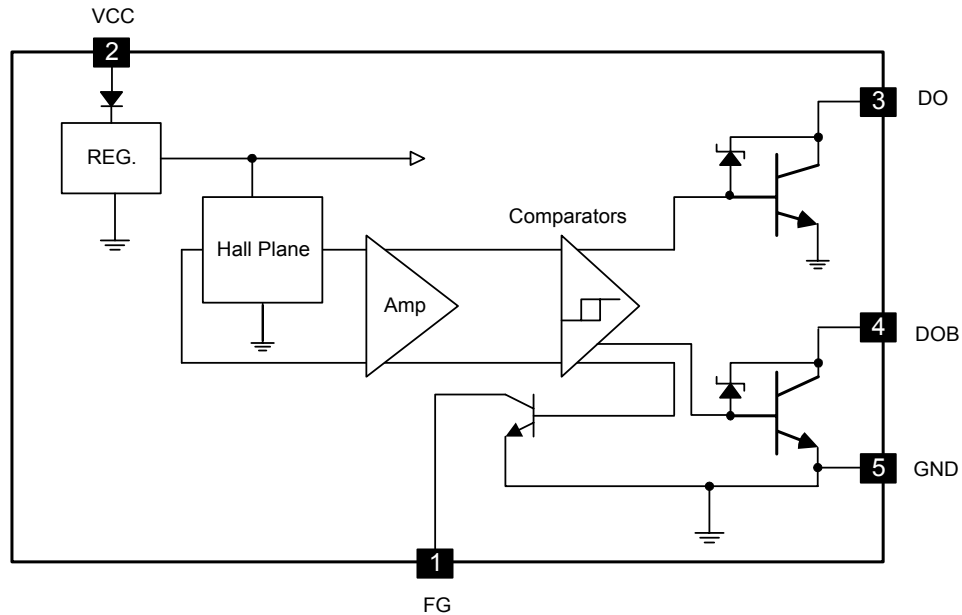 VCC
2
3
DO
REG.
Comparators
Hall Plane
Amp
4
DOB
5
GND
1
FG